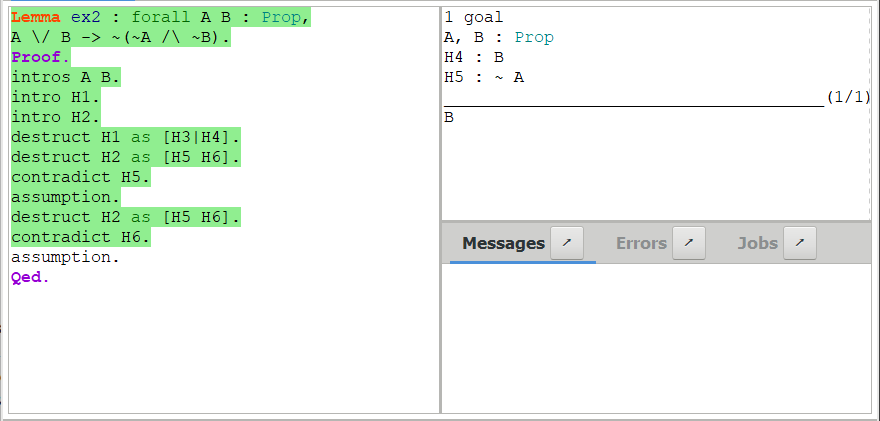 Lemma ex2 : forall A B : Prop,
A \/ B -> ~(~A /\ ~B).
Proof.
intros A B.
intro H1.
intro H2.
destruct H1 as [H3|H4].
destruct H2 as [H5 H6].
contradict H5.
assumption.
destruct H2 as [H5 H6].
contradict H6.
assumption.
Qed.
1 goal
A, B : Prop
H4 : B
H5 : ~ A
(1/1)
B
Messages
Errors
Jobs